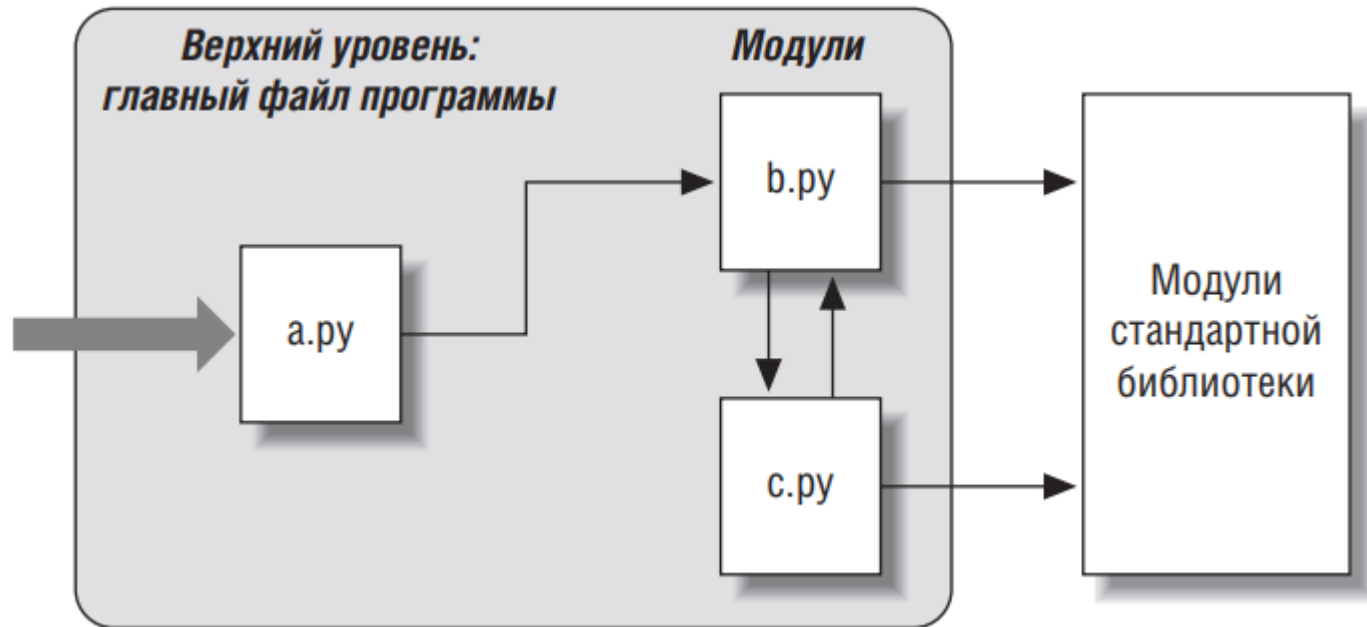 Верхний уровень:
главный файл программы
Модули
b.py
a.py
c.py
Модули
стандартной
библиотеки